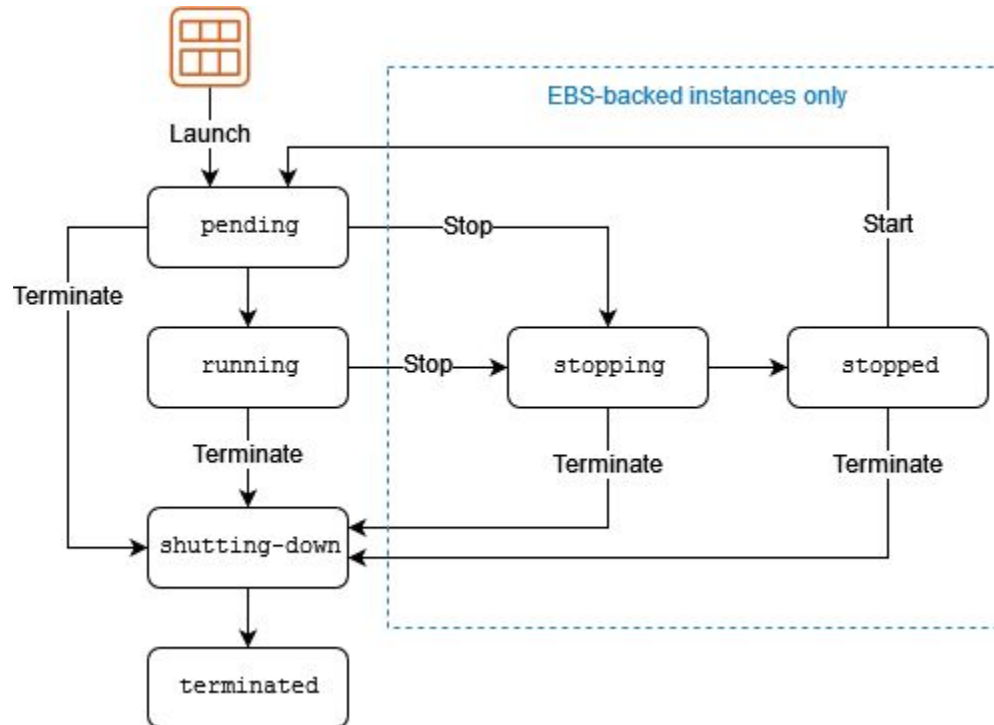 EBS-backed instances only
Launch
pending
Stop
Start
Terminate
running
Stop
stopping
stopped
Terminate
Terminate
Terminate
shutting-down
terminated